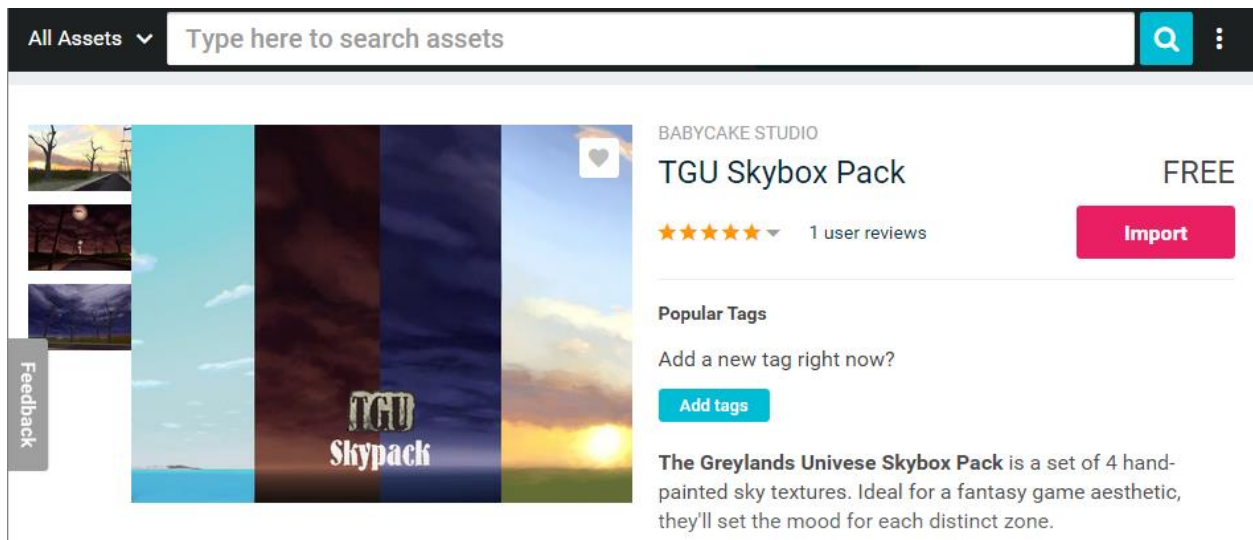 All Assets
Type here to search assets
BABYCAKE STUDIO
TGU Skybox Pack
FREE
1 user reviews
Import
Popular Tags
Add a new tag right now?
Add tags
The Greylands Univese Skybox Pack is a set of 4 hand-
painted sky textures. Ideal for a fantasy game aesthetic,
they'll set the mood for each distinct zone.
TGU
Skypack
Feedback